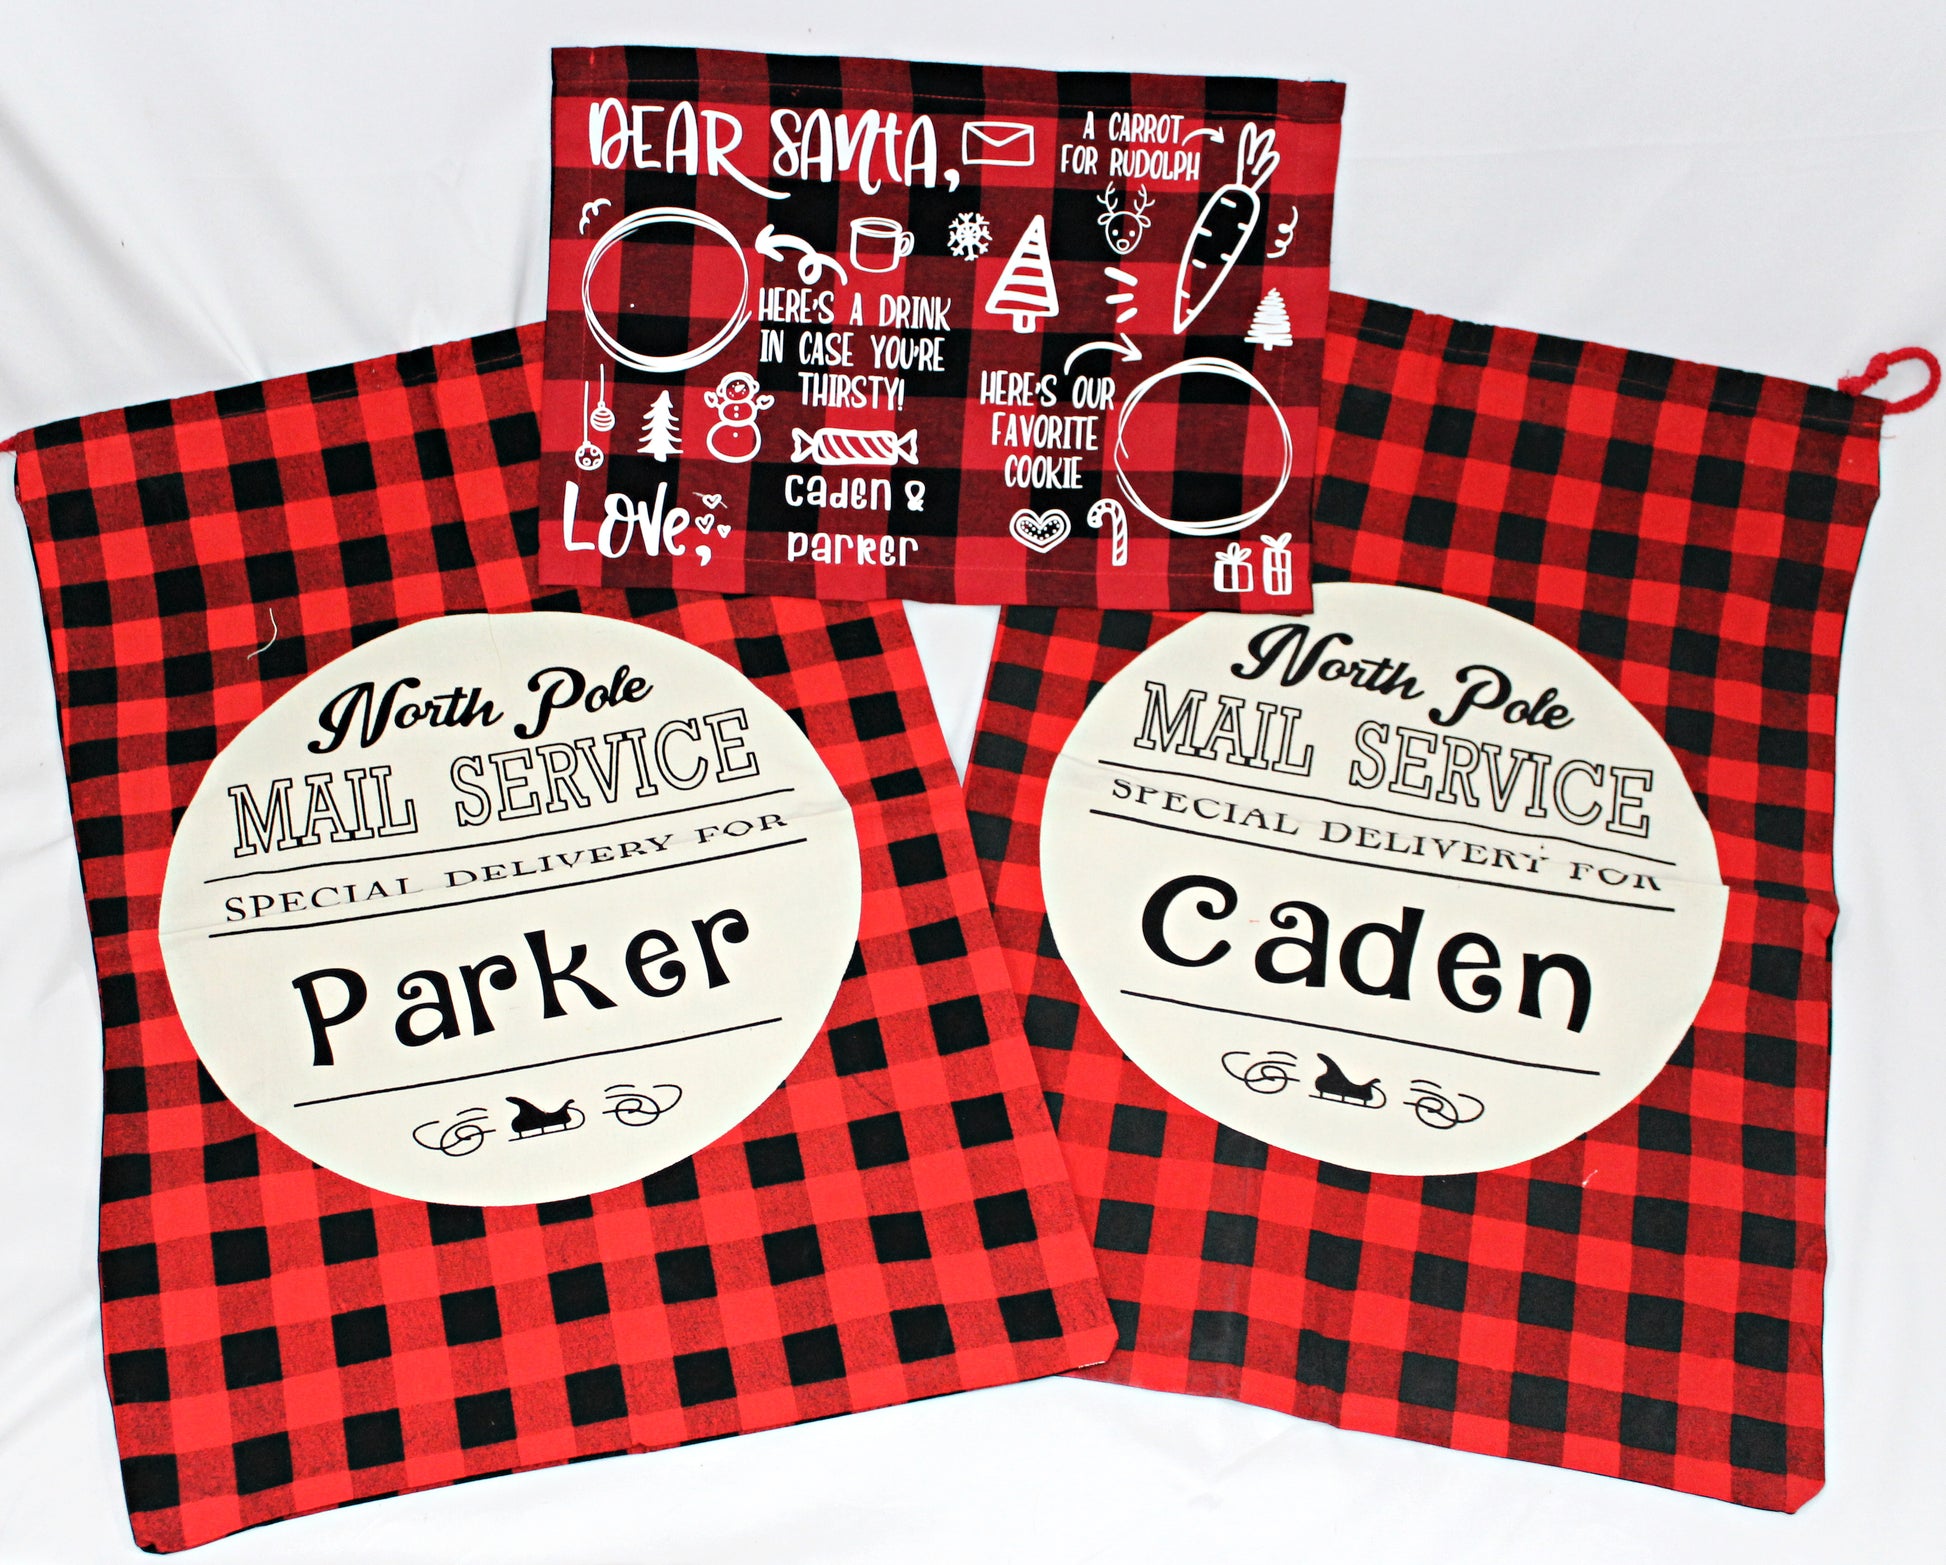 DEAR SANTA,
A CARROT
FOR RUDOLPH
HERE'S A DRINK
IN CASE YOU'RE
THIRSTY!
HERE'S OUR
FAVORITE
COOKIE
LOVE,
Caden &
Parker
North Pole
MAIL SERVICE
SPECIAL DELIVERY FOR
Parker
North Pole
MAIL SERVICE
SPECIAL DELIVERY FOR
Caden